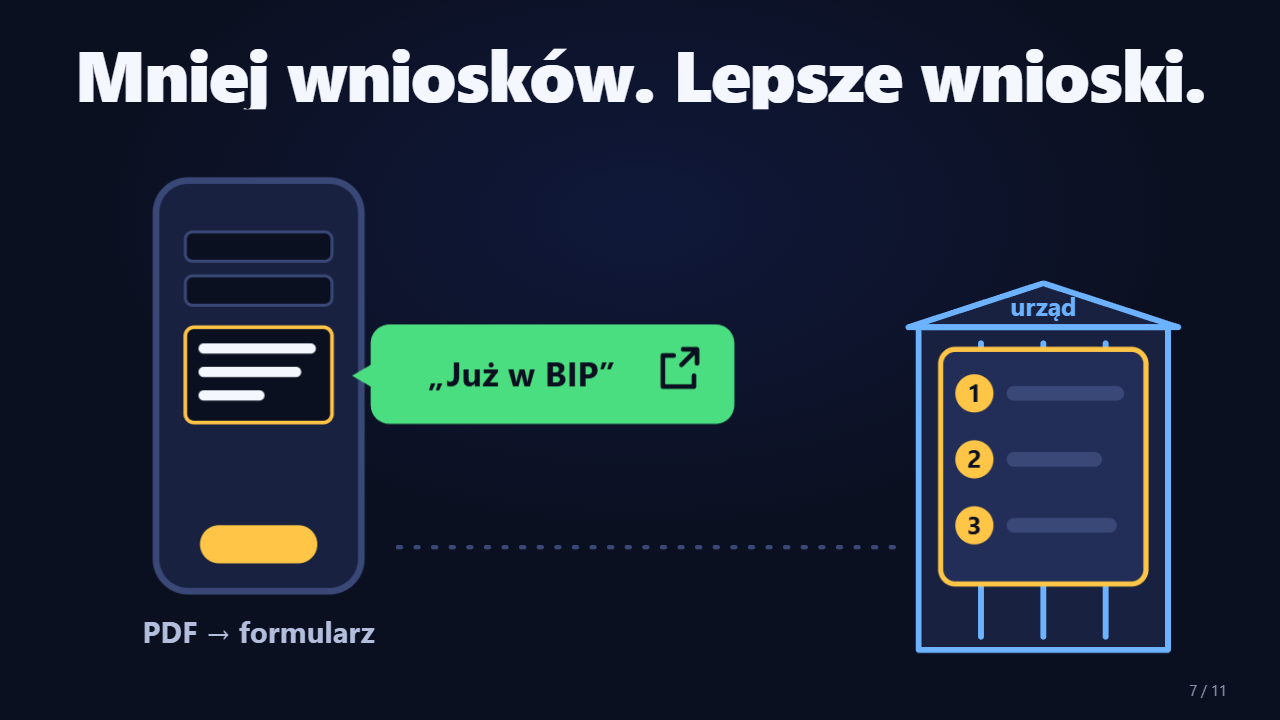 Mniej wniosków. Lepsze wnioski.
„Już w BIP”
urząd
1
2
3
PDF → formularz
7 / 11